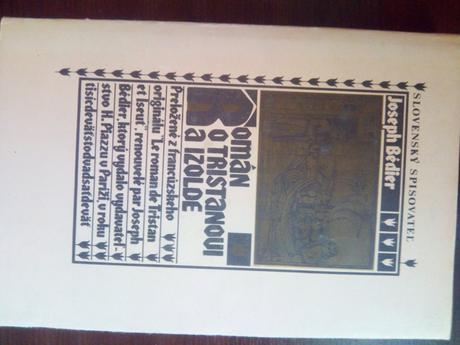 SLOVENSKÝ SPISOVATEĽ
Joseph Bédier
Román
o TRISTANOVI
a IZOLDE
Preložené z francúzskeho
originálu „Le roman de Tristan
et Iseut", renouvelé par Joseph
Bédier, ktorý vydalo vydavateľ-
stvo H. Piazzu v Paríži, v roku
tisícdeväťstodvadsaťdeväť